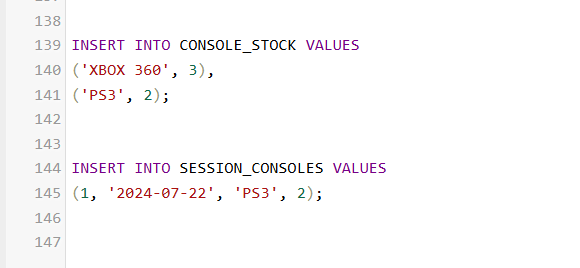 138
139 INSERT INTO CONSOLE_STOCK VALUES
140 ('XBOX 360', 3),
141 ('PS3', 2);
142
143
144 INSERT INTO SESSION_CONSOLES VALUES
145 (1, '2024-07-22', 'PS3', 2);
146
147